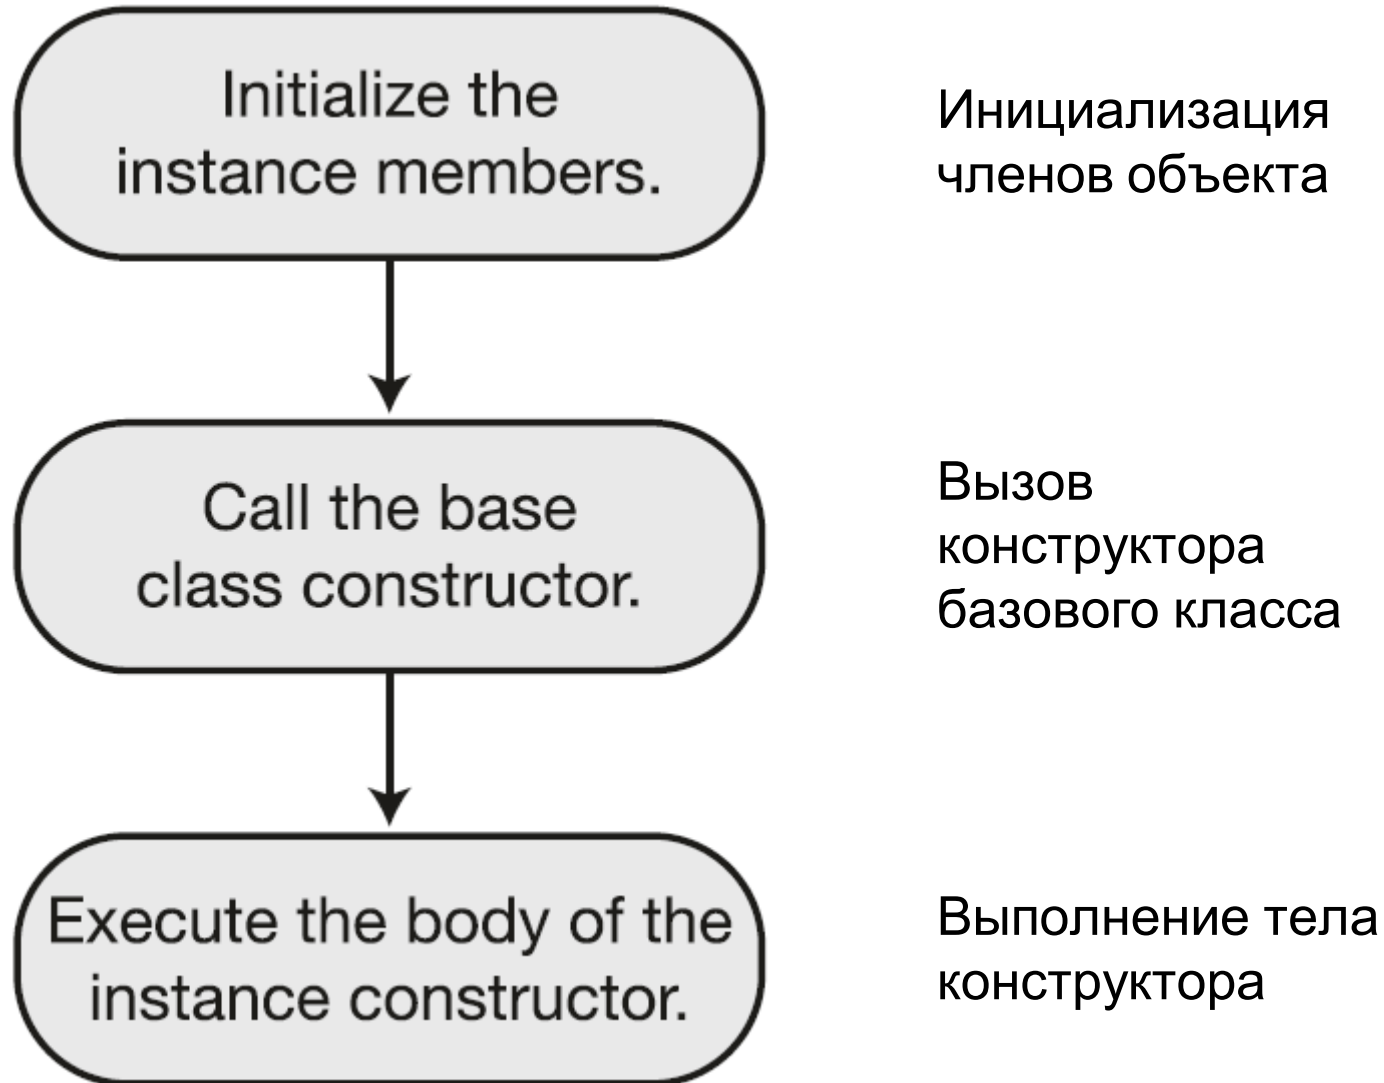 Initialize the
instance members.
Инициализация
членов объекта
Call the base
class constructor.
Вызов
конструктора
базового класса
Execute the body of the
instance constructor.
Выполнение тела
конструктора